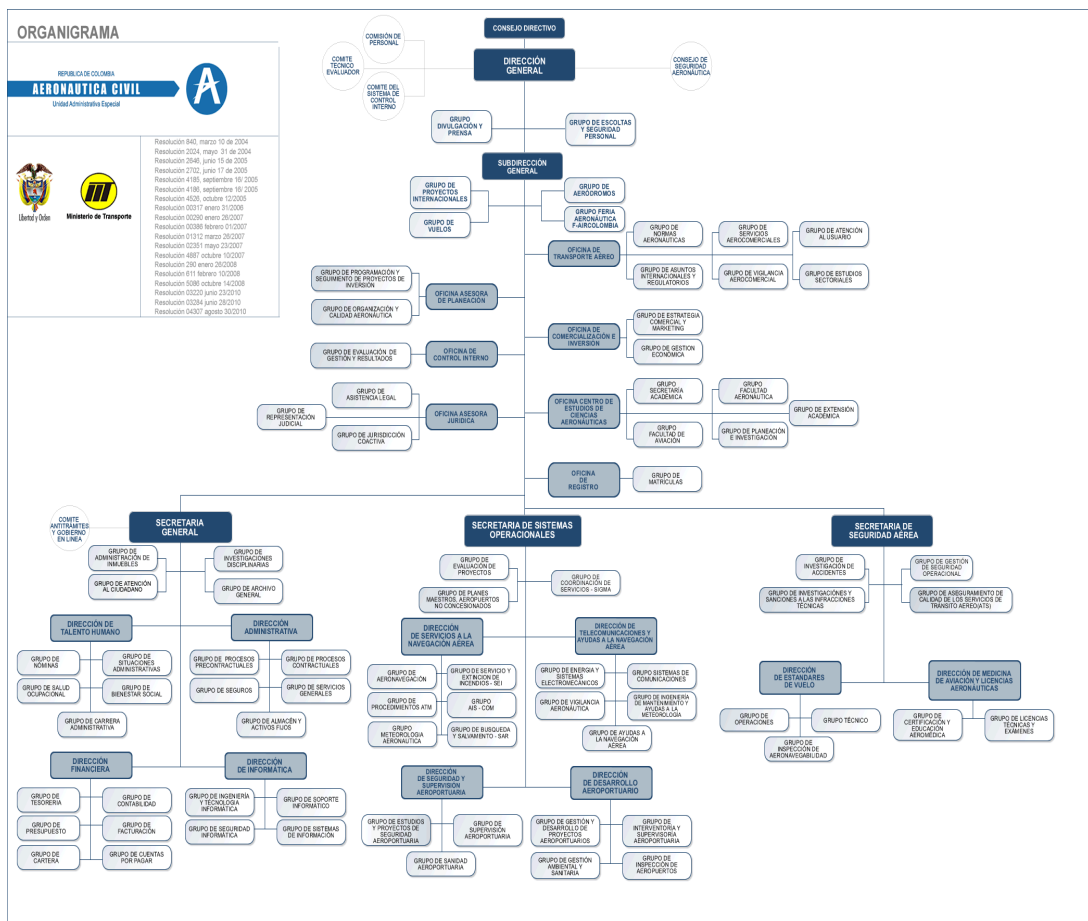 ORGANIGRAMA
REPUBLICA DE COLOMBIA
AERONAUTICA CIVIL
Unidad Administrativa Especial
Libertad y Orden
Ministerio de Transporte
Resolución 840, marzo 10 de 2004
Resolución 2024, mayo 31 de 2004
Resolución 2646, junio 15 de 2005
Resolución 2702, junio 17 de 2005
Resolución 4185, septiembre 16/ 2005
Resolución 4186, septiembre 16/ 2005
Resolución 4526, octubre 12/2005
Resolución 00317 enero 31/2006
Resolución 00290 enero 26/2007
Resolución 00386 febrero 01/2007
Resolución 01312 marzo 26/2007
Resolución 02351 mayo 23/2007
Resolución 4887 octubre 10/2007
Resolución 290 enero 26/2008
Resolución 611 febrero 10/2008
Resolución 5086 octubre 14/2008
Resolución 03220 junio 23/2010
Resolución 03284 junio 28/2010
Resolución 04307 agosto 30/2010
CONSEJO DIRECTIVO
COMISIÓN DE
PERSONAL
COMITE
TECNICO
EVALUADOR
COMITE DEL
SISTEMA DE
CONTROL
INTERNO
DIRECCIÓN
GENERAL
CONSEJO DE
SEGURIDAD
AERONÁUTICA
GRUPO
DIVULGACIÓN Y
PRENSA
GRUPO DE ESCOLTAS
Y SEGURIDAD
PERSONAL
SUBDIRECCIÓN
GENERAL
GRUPO DE
PROYECTOS
INTERNACIONALES
GRUPO DE
AERÓDROMOS
GRUPO DE
VUELOS
GRUPO FERIA
AERONÁUTICA
F-AIRCOLOMBIA
OFICINA DE
TRANSPORTE AÉREO
GRUPO DE
NORMAS
AERONÁUTICAS
GRUPO DE
SERVICIOS
AEROCOMERCIALES
GRUPO DE ATENCIÓN
AL USUARIO
GRUPO DE ASUNTOS
INTERNACIONALES Y
REGULATORIOS
GRUPO DE VIGILANCIA
AEROCOMERCIAL
GRUPO DE ESTUDIOS
SECTORIALES
GRUPO DE PROGRAMACIÓN Y
SEGUIMIENTO DE PROYECTOS DE
INVERSIÓN
GRUPO DE ORGANIZACIÓN Y
CALIDAD AERONÁUTICA
OFICINA ASESORA
DE PLANEACIÓN
OFICINA DE
COMERCIALIZACIÓN E
INVERSIÓN
GRUPO DE ESTRATEGIA
COMERCIAL Y
MARKETING
GRUPO DE GESTION
ECONÓMICA
GRUPO DE EVALUACIÓN DE
GESTIÓN Y RESULTADOS
OFICINA DE
CONTROL INTERNO
GRUPO DE
ASISTENCIA LEGAL
GRUPO DE
REPRESENTACIÓN
JUDICIAL
GRUPO DE JURISDICCIÓN
COACTIVA
OFICINA ASESORA
JURÍDICA
OFICINA CENTRO DE
ESTUDIOS DE
CIENCIAS
AERONÁUTICAS
GRUPO
SECRETARÍA
ACADÉMICA
GRUPO
FACULTAD
AERONÁUTICA
GRUPO DE EXTENSIÓN
ACADÉMICA
GRUPO
FACULTAD DE
AVIACIÓN
GRUPO DE PLANEACIÓN
E INVESTIGACIÓN
OFICINA
DE
REGISTRO
GRUPO DE
MATRÍCULAS
COMITE
ANTITRÁMITES
Y GOBIERNO
EN LINEA
SECRETARIA
GENERAL
GRUPO DE
ADMINISTRACIÓN DE
INMUEBLES
GRUPO DE
INVESTIGACIONES
DISCIPLINARIAS
GRUPO DE ATENCIÓN
AL CIUDADANO
GRUPO DE ARCHIVO
GENERAL
DIRECCIÓN DE
TALENTO HUMANO
GRUPO DE
NÓMINAS
GRUPO DE
SITUACIONES
ADMINISTRATIVAS
GRUPO DE SALUD
OCUPACIONAL
GRUPO DE
BIENESTAR SOCIAL
GRUPO DE CARRERA
ADMINISTRATIVA
DIRECCIÓN
ADMINISTRATIVA
GRUPO DE PROCESOS
PRECONTRACTUALES
GRUPO DE PROCESOS
CONTRACTUALES
GRUPO DE SEGUROS
GRUPO DE SERVICIOS
GENERALES
GRUPO DE ALMACÉN Y
ACTIVOS FIJOS
DIRECCIÓN
FINANCIERA
GRUPO DE
TESORERIA
GRUPO DE
CONTABILIDAD
GRUPO DE
PRESUPUESTO
GRUPO DE
FACTURACIÓN
GRUPO DE
CARTERA
GRUPO DE CUENTAS
POR PAGAR
DIRECCIÓN
DE INFORMÁTICA
GRUPO DE INGENIERÍA
Y TECNOLOGIA
INFORMÁTICA
GRUPO DE SOPORTE
INFORMÁTICO
GRUPO DE SEGURIDAD
INFORMÁTICA
GRUPO DE SISTEMAS
DE INFORMACIÓN
SECRETARIA DE SISTEMAS
OPERACIONALES
GRUPO DE
EVALUACIÓN DE
PROYECTOS
GRUPO DE
COORDINACIÓN DE
SERVICIOS - SIGMA
GRUPO DE PLANES
MAESTROS, AEROPUERTOS
NO CONCESIONADOS
DIRECCIÓN
DE SERVICIOS A LA
NAVEGACIÓN AÉREA
GRUPO DE
AERONAVEGACIÓN
GRUPO DE SERVICIO Y
EXTINCION DE
INCENDIOS - SEI
GRUPO DE
PROCEDIMIENTOS ATM
GRUPO
AIS - COM
GRUPO
METEOROLOGIA
AERONAUTICA
GRUPO DE BUSQUEDA
Y SALVAMENTO - SAR
DIRECCIÓN DE
TELECOMUNICACIONES Y
AYUDAS A LA NAVEGACIÓN
AÉREA
GRUPO DE ENERGIA Y
SISTEMAS
ELECTROMECÁNICOS
GRUPO SISTEMAS DE
COMUNICACIONES
GRUPO DE VIGILANCIA
AERONÁUTICA
GRUPO DE INGENIERÍA
DE MANTENIMIENTO Y
AYUDAS A LA
METEOROLOGÍA
GRUPO DE AYUDAS A
LA NAVEGACIÓN
AÉREA
DIRECCIÓN
DE SEGURIDAD Y
SUPERVISIÓN
AEROPORTUARIA
GRUPO DE ESTUDIOS
Y PROYECTOS DE
SEGURIDAD
AEROPORTUARIA
GRUPO DE
SUPERVISIÓN
AEROPORTUARIA
GRUPO DE SANIDAD
AEROPORTUARIA
DIRECCIÓN
DE DESARROLLO
AEROPORTUARIO
GRUPO DE GESTIÓN Y
DESARROLLO DE
PROYECTOS
AEROPORTUARIOS
GRUPO DE
INTERVENTORÍA Y
SUPERVISORÍA
AEROPORTUARIA
GRUPO DE GESTIÓN
AMBIENTAL Y
SANITARIA
GRUPO DE
INSPECCIÓN DE
AEROPUERTOS
SECRETARIA DE
SEGURIDAD AÉREA
GRUPO DE
INVESTIGACIÓN DE
ACCIDENTES
GRUPO DE GESTIÓN
DE SEGURIDAD
OPERACIONAL
GRUPO DE INVESTIGACIÓNES Y
SANCIONES A LAS INFRACCIONES
TÉCNICAS
GRUPO DE ASEGURAMIENTO DE
CALIDAD DE LOS SERVICIOS DE
TRÁNSITO AÉREO(ATS)
DIRECCIÓN
DE ESTANDARES
DE VUELO
GRUPO DE
OPERACIONES
GRUPO TÉCNICO
GRUPO DE
INSPECCIÓN DE
AERONAVEGABILIDAD
DIRECCIÓN DE MEDICINA
DE AVIACIÓN Y LICENCIAS
AERONÁUTICAS
GRUPO DE
CERTIFICACIÓN Y
EDUCACIÓN
AEROMÉDICA
GRUPO DE LICENCIAS
TÉCNICAS Y
EXÁMENES